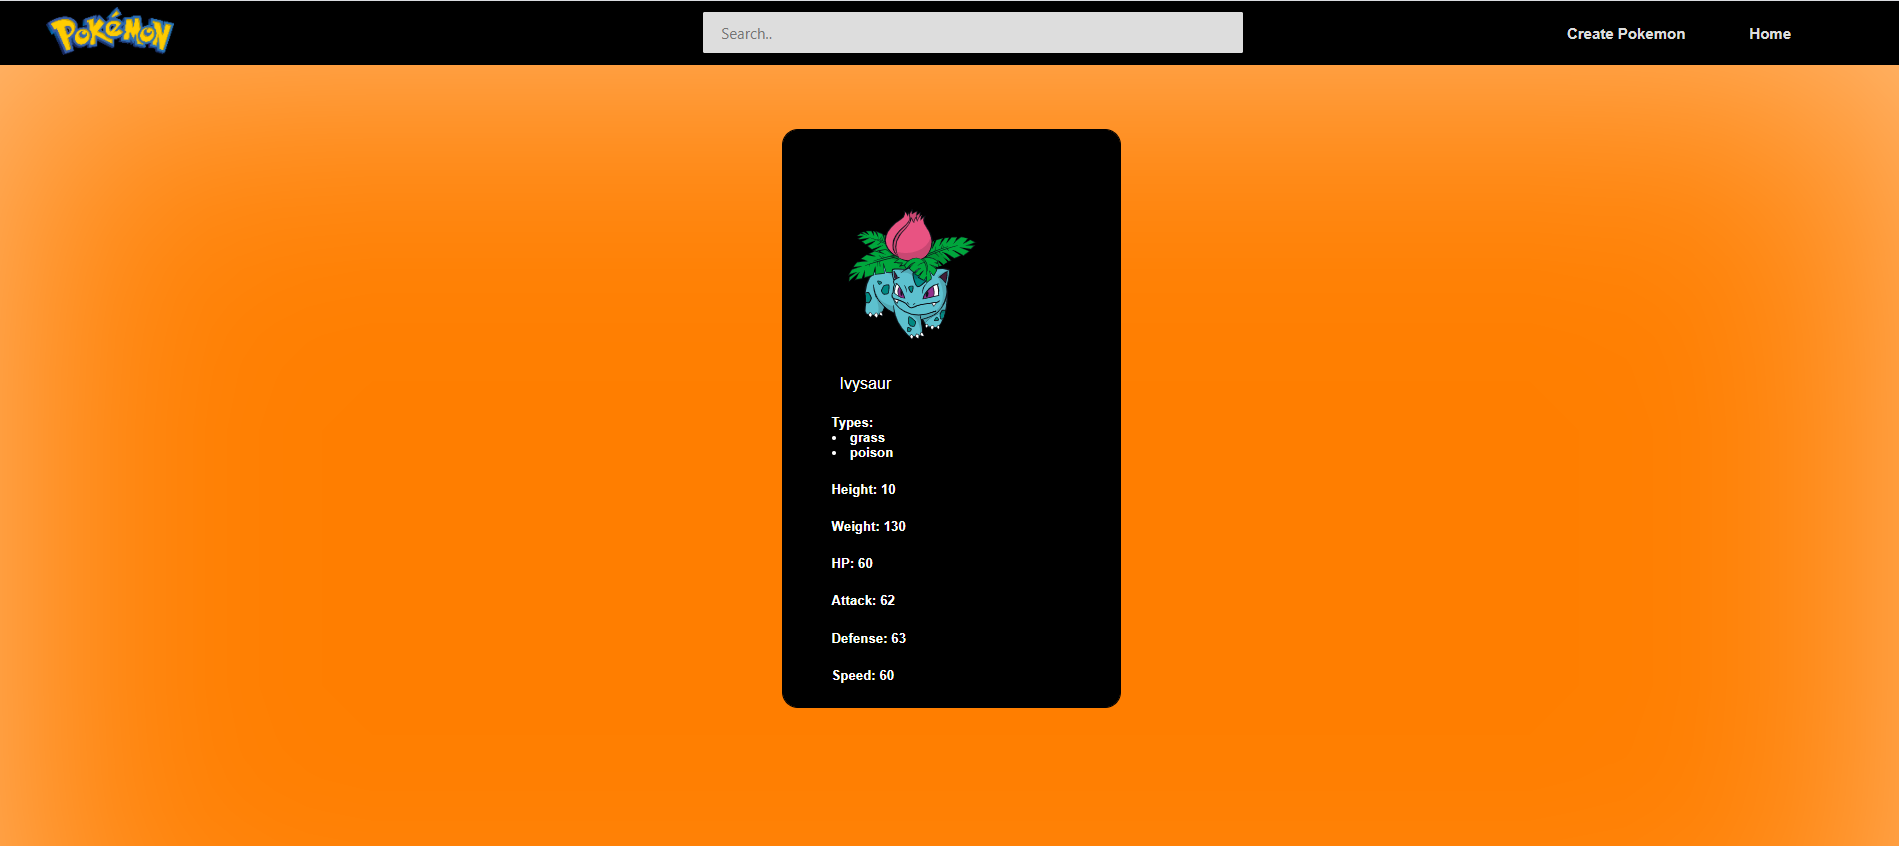 POKéMON
Search..
Create Pokemon
Home
Ivysaur
Types:
• grass
• poison
Height: 10
Weight: 130
HP: 60
Attack: 62
Defense: 63
Speed: 60